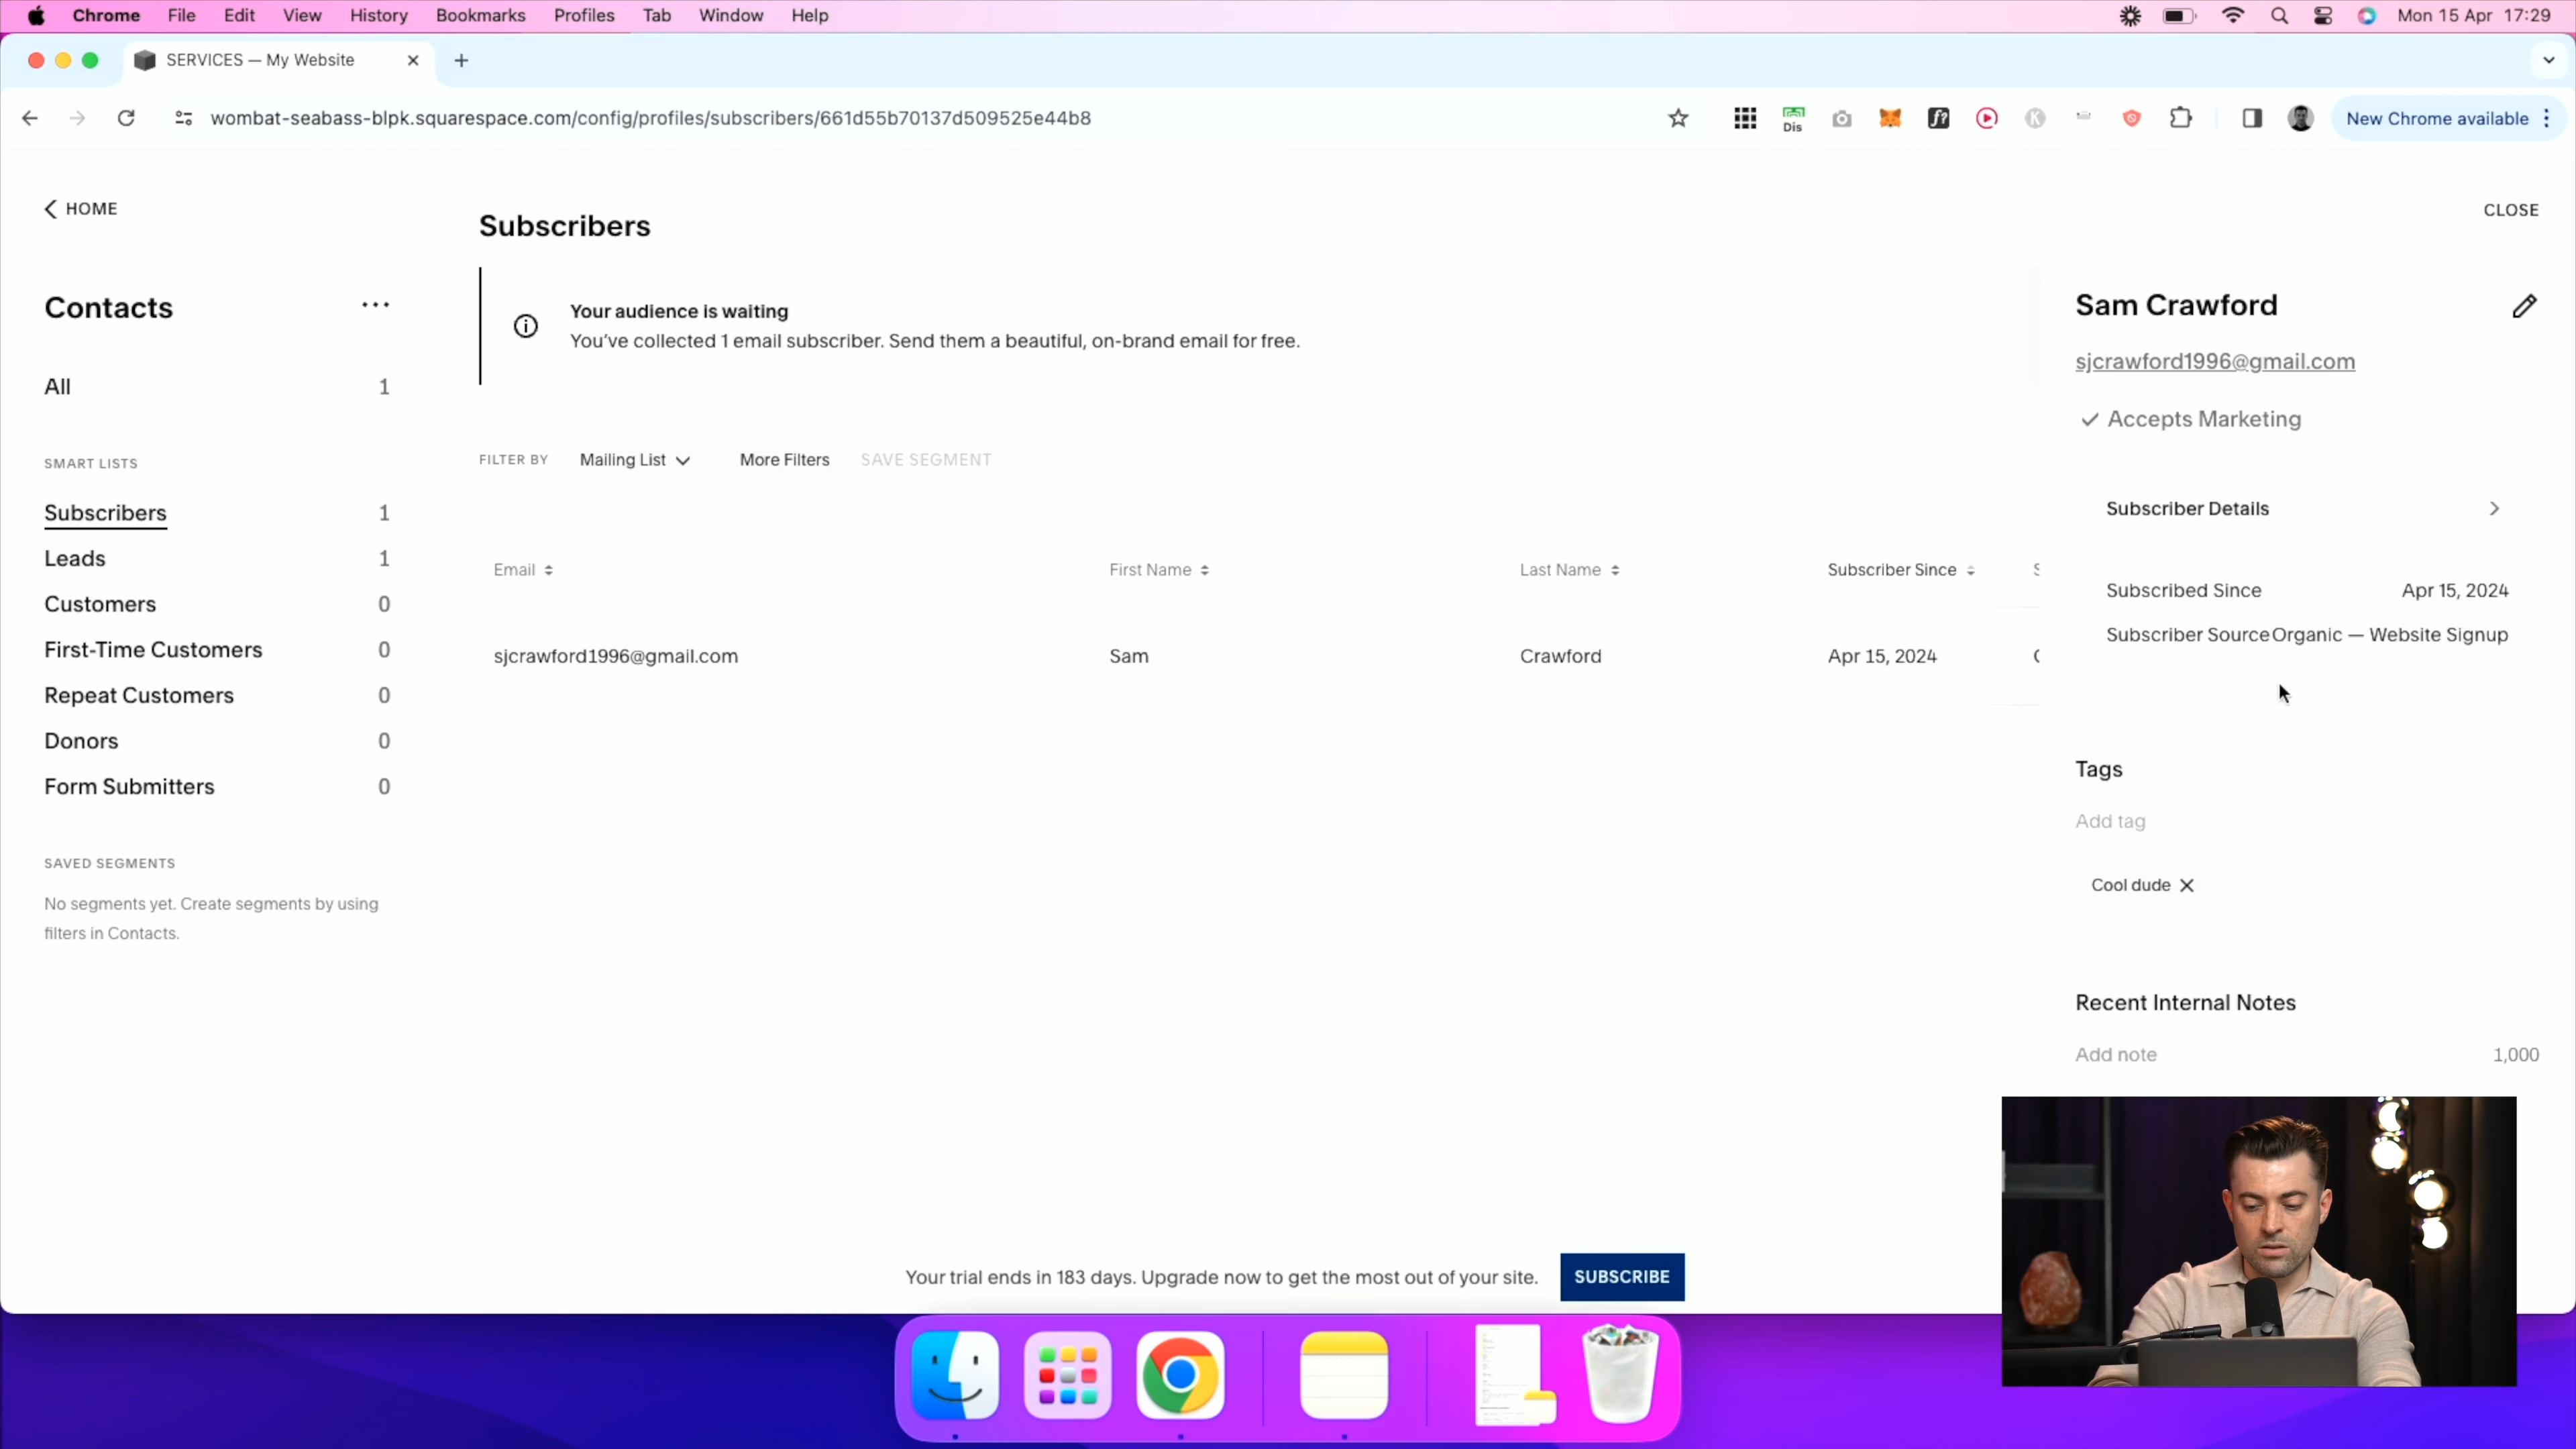 Chrome File Edit View History Bookmarks Profiles Tab Window Help Mon 15 Apr 17:29
SERVICES — My Website
wombat-seabass-blpk.squarespace.com/config/profiles/subscribers/661d55b70137d509525e44b8
Dis
New Chrome available
HOME
Contacts
All 1
SMART LISTS
Subscribers 1
Leads 1
Customers 0
First-Time Customers 0
Repeat Customers 0
Donors 0
Form Submitters 0
SAVED SEGMENTS
No segments yet. Create segments by using
filters in Contacts.
Subscribers
Your audience is waiting
You've collected 1 email subscriber. Send them a beautiful, on-brand email for free.
FILTER BY Mailing List More Filters SAVE SEGMENT
Email First Name Last Name Subscriber Since
sjcrawford1996@gmail.com Sam Crawford Apr 15, 2024
CLOSE
Sam Crawford
sjcrawford1996@gmail.com
Accepts Marketing
Subscriber Details
Subscribed Since Apr 15, 2024
Subscriber Source Organic — Website Signup
Tags
Add tag
Cool dude
Recent Internal Notes
Add note 1,000
Your trial ends in 183 days. Upgrade now to get the most out of your site. SUBSCRIBE